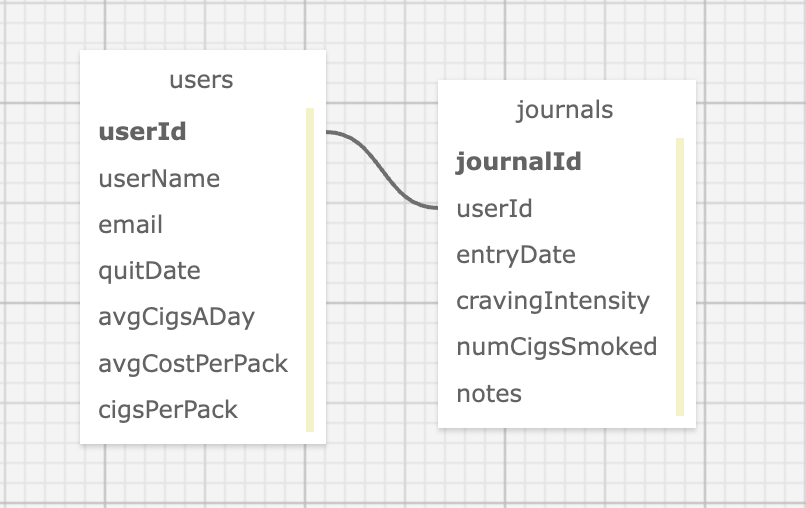 users
userId
userName
email
quitDate
avgCigsADay
avgCostPerPack
cigsPerPack
journals
journalId
userId
entryDate
cravingIntensity
numCigsSmoked
notes